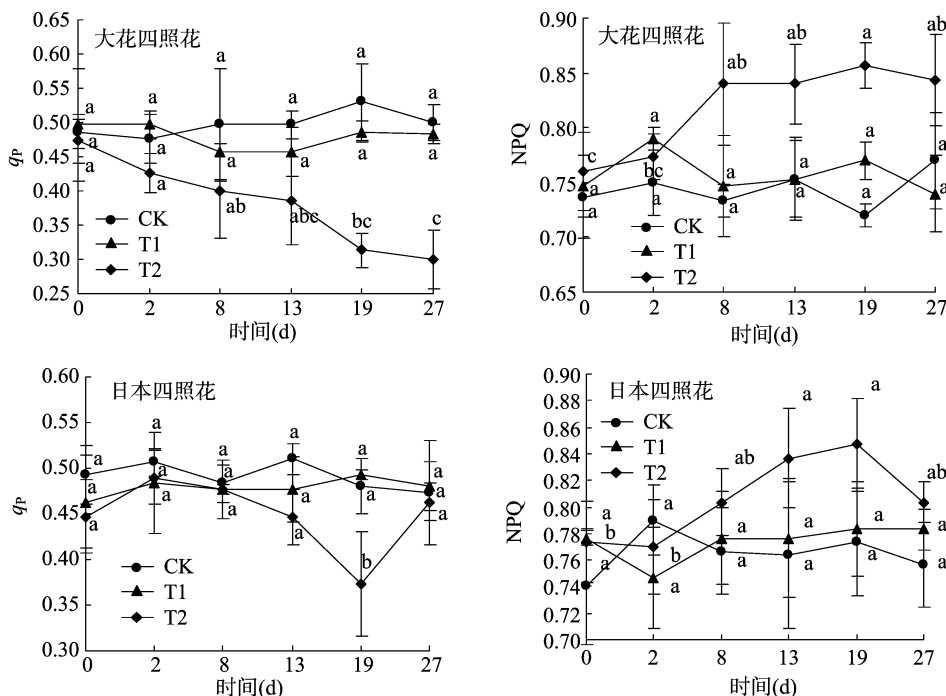 大花四照花
0.65
0.60
0.55
0.50
0.45
0.40
0.35
0.30
0.25
qP
a a a a a a
a a a a a
a a ab abc bc c
CK
T1
T2
0 2 8 13 19 27
时间(d)
大花四照花
0.90
0.85
0.80
0.75
0.70
0.65
NPQ
a ab ab a ab
c bc
a a a a a a
a a a a
CK
T1
T2
0 2 8 13 19 27
时间(d)
日本四照花
0.60
0.55
0.50
0.45
0.40
0.35
0.30
qP
a a a a a a
a a a a a
a a a a b a
CK
T1
T2
0 2 8 13 19 27
时间(d)
日本四照花
0.90
0.88
0.86
0.84
0.82
0.80
0.78
0.76
0.74
0.72
0.70
NPQ
a a ab a a ab
b b a a a a
a a a a a a
CK
T1
T2
0 2 8 13 19 27
时间(d)